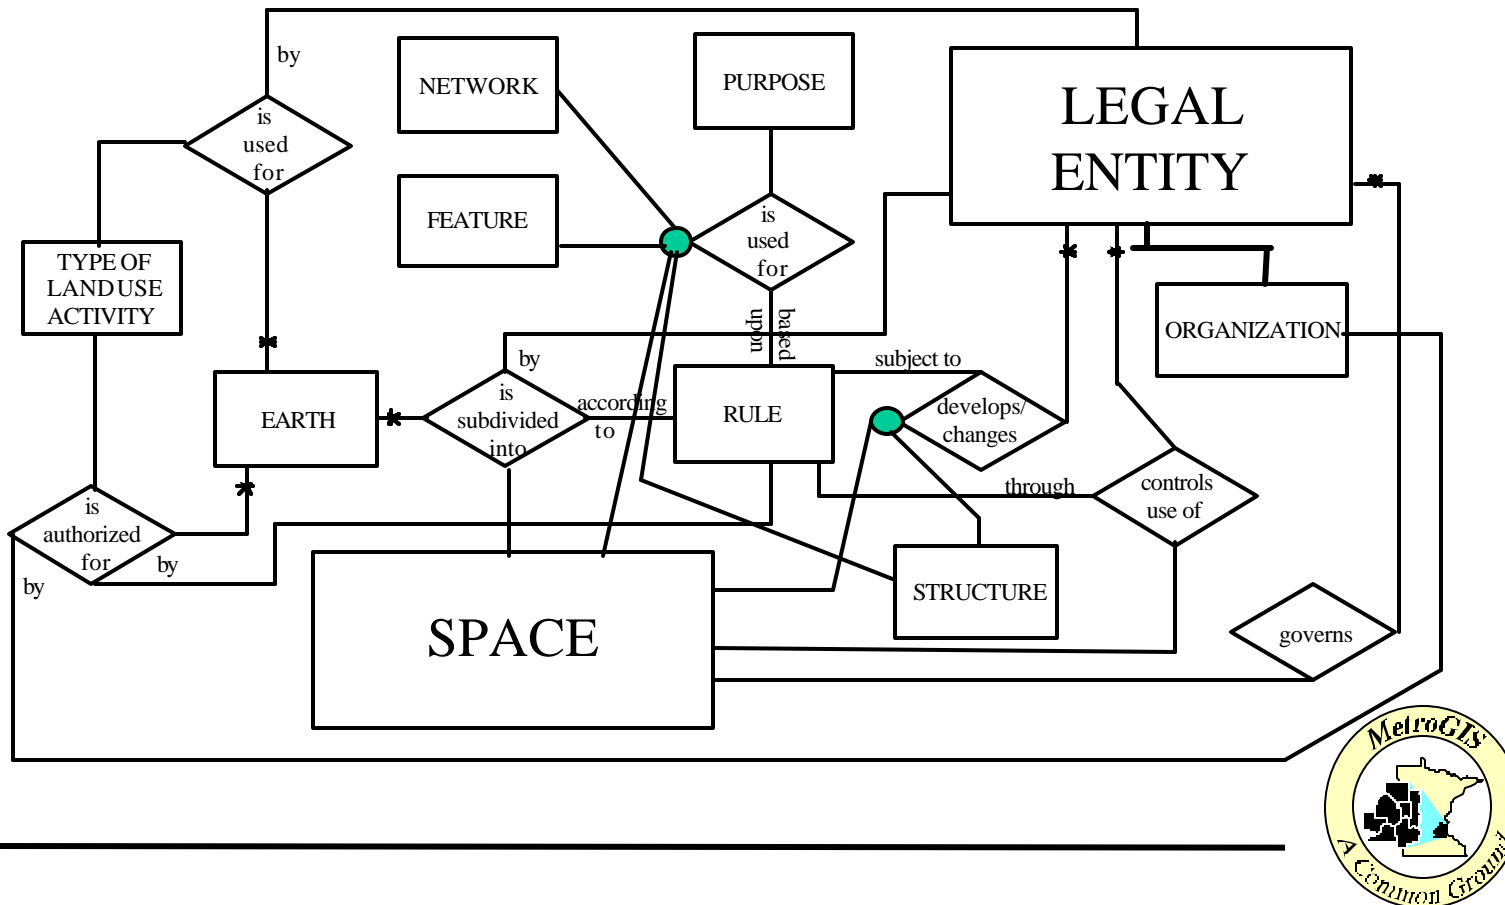 by
NETWORK
PURPOSE
LEGAL
ENTITY
is
used
for
FEATURE
is
used
for
TYPE OF
LAND USE
ACTIVITY
based
upon
ORGANIZATION
by
subject to
EARTH
is
subdivided
into
according
to
RULE
develops/
changes
through
controls
use of
is
authorized
for
by
by
STRUCTURE
SPACE
governs
MetroGIS
A Common Ground